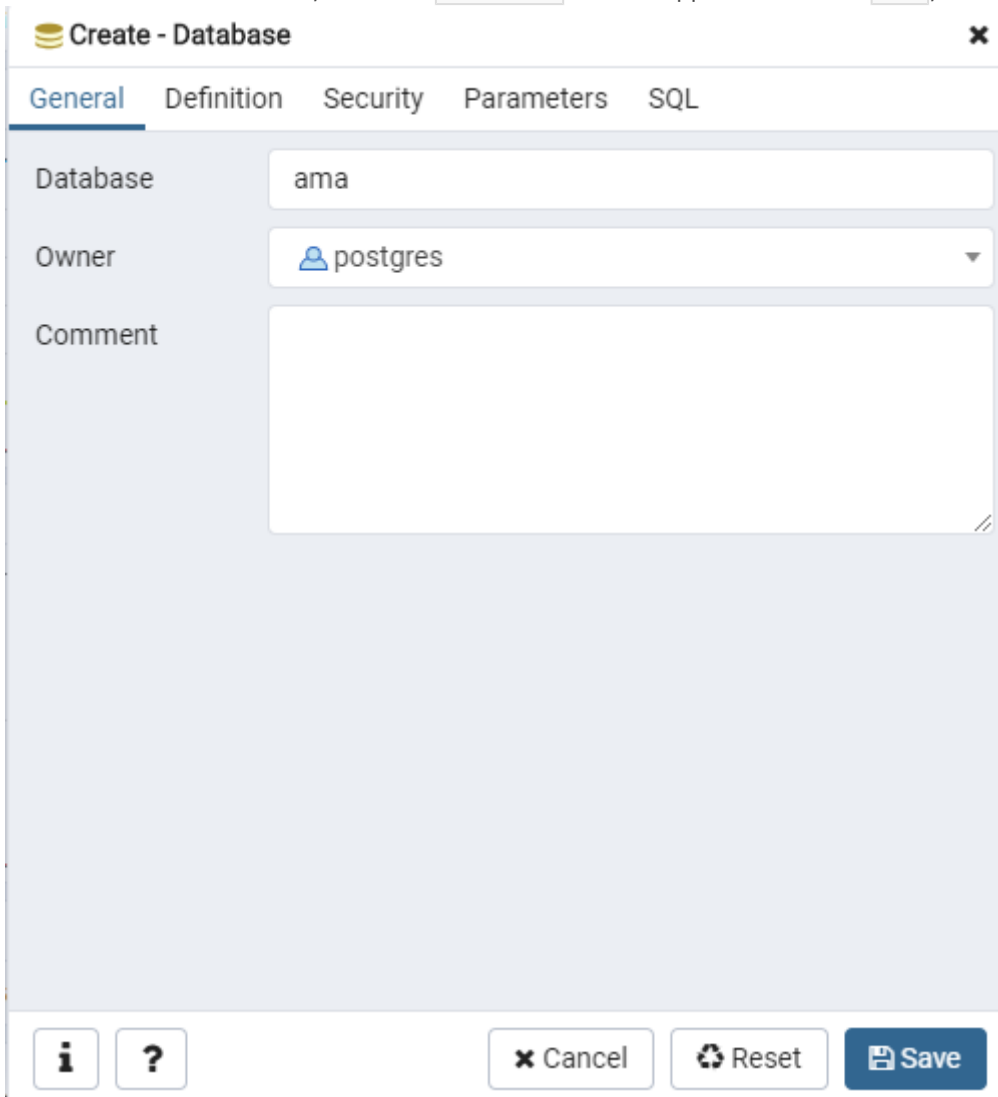 Create - Database
General Definition Security Parameters SQL
Database ama
Owner postgres
Comment
i ? Cancel Reset Save